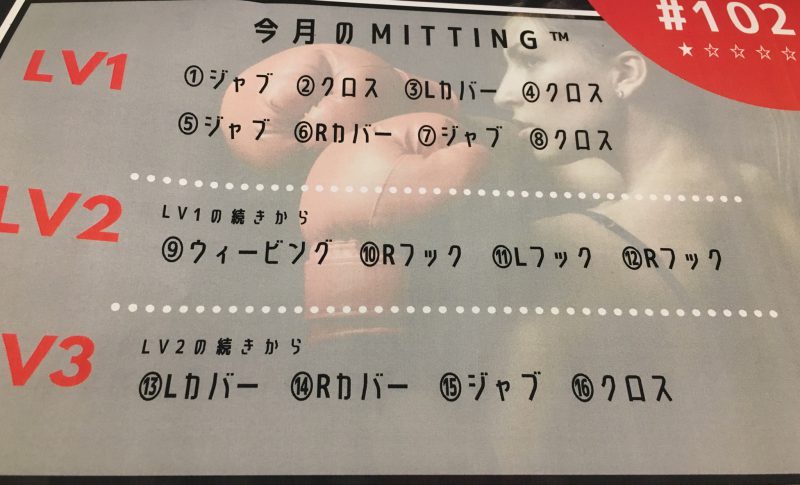 #102
★☆☆☆☆
今月のMITTING™
LV1
①ジャブ ②クロス ③Lカバー ④クロス
⑤ジャブ ⑥Rカバー ⑦ジャブ ⑧クロス
LV2
LV1の続きから
⑨ウィービング ⑩Rフック ⑪Lフック ⑫Rフック
V3
LV2の続きから
⑬Lカバー ⑭Rカバー ⑮ジャブ ⑯クロス